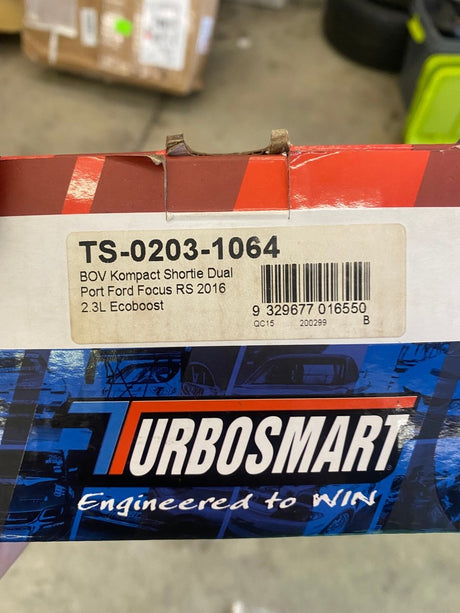 TS-0203-1064
BOV Kompact Shortie Dual
Port Ford Focus RS 2016
2.3L Ecoboost
9 329677 016550
QC15 200299 B
TURBOSMART®
Engineered to WIN